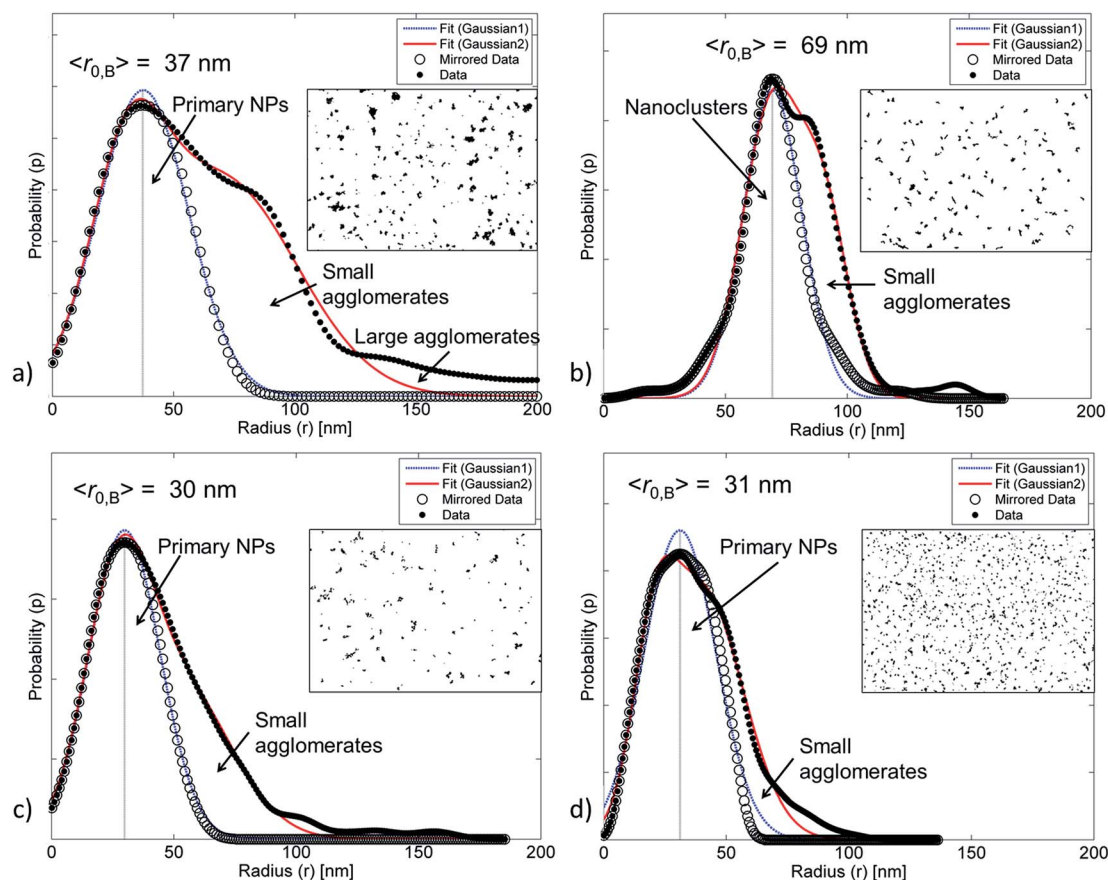 a)
Probability (p)
<r0,B> = 37 nm
Primary NPs
Small
agglomerates
Large agglomerates
Fit (Gaussian1)
Fit (Gaussian2)
Mirrored Data
Data
0 50 100 150 200
Radius (r) [nm]
b)
Probability (p)
<r0,B> = 69 nm
Nanoclusters
Small
agglomerates
Fit (Gaussian1)
Fit (Gaussian2)
Mirrored Data
Data
0 50 100 150 200
Radius (r) [nm]
c)
Probability (p)
<r0,B> = 30 nm
Primary NPs
Small
agglomerates
Fit (Gaussian1)
Fit (Gaussian2)
Mirrored Data
Data
0 50 100 150 200
Radius (r) [nm]
d)
Probability (p)
<r0,B> = 31 nm
Primary NPs
Small
agglomerates
Fit (Gaussian1)
Fit (Gaussian2)
Mirrored Data
Data
0 50 100 150 200
Radius (r) [nm]